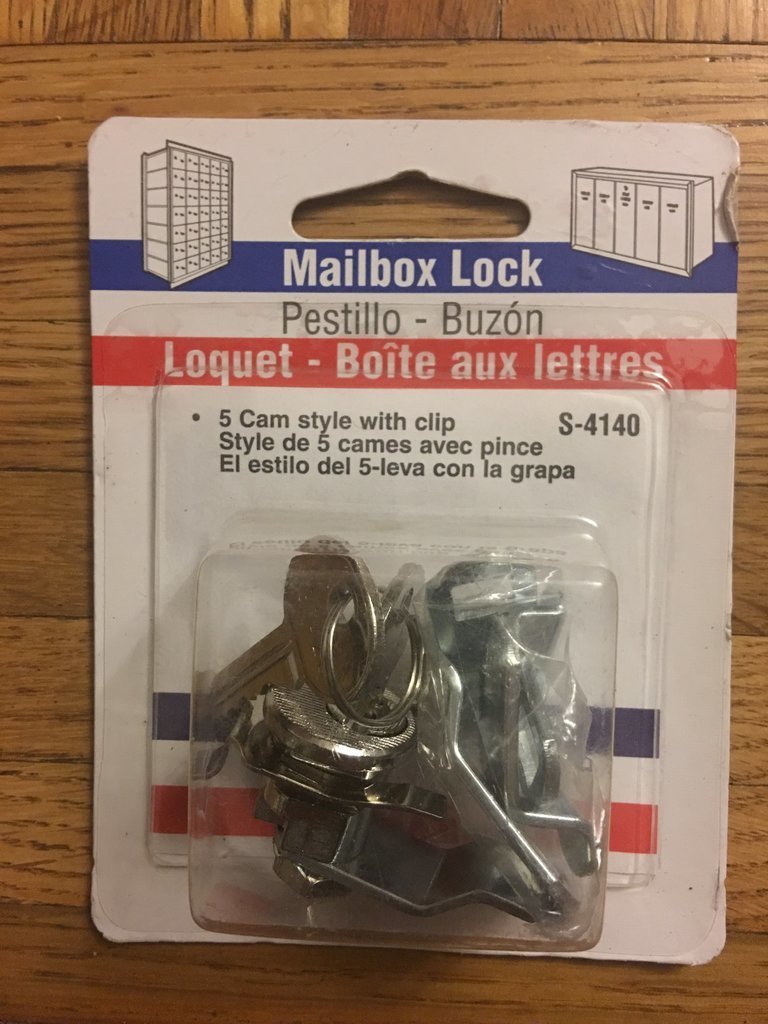 Mailbox Lock
Pestillo - Buzón
Loquet - Boîte aux lettres
• 5 Cam style with clip
S-4140
Style de 5 cames avec pince
El estilo del 5-leva con la grapa